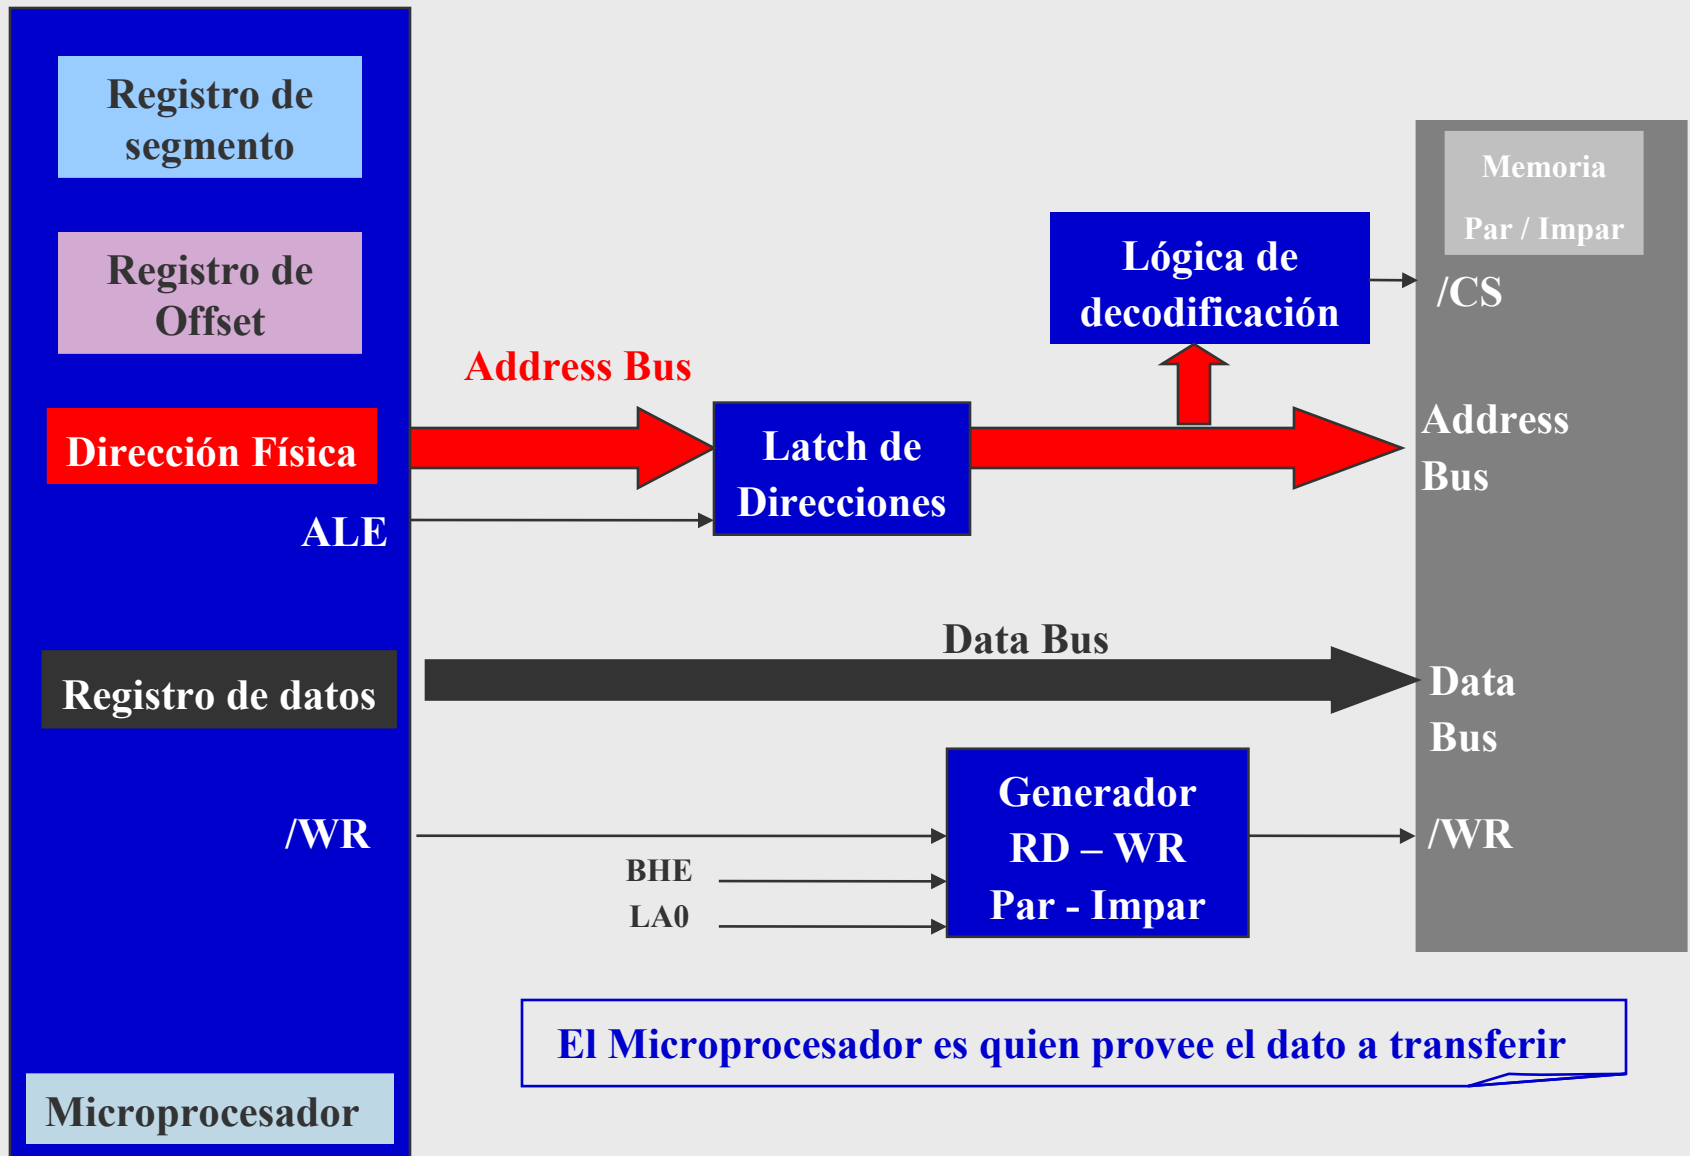 Registro de
segmento
Registro de
Offset
Dirección Física
ALE
Registro de datos
/WR
Microprocesador
Address Bus
Latch de
Direcciones
Lógica de
decodificación
Data Bus
BHE
LA0
Generador
RD – WR
Par - Impar
Memoria
Par / Impar
/CS
Address
Bus
Data
Bus
/WR
El Microprocesador es quien provee el dato a transferir